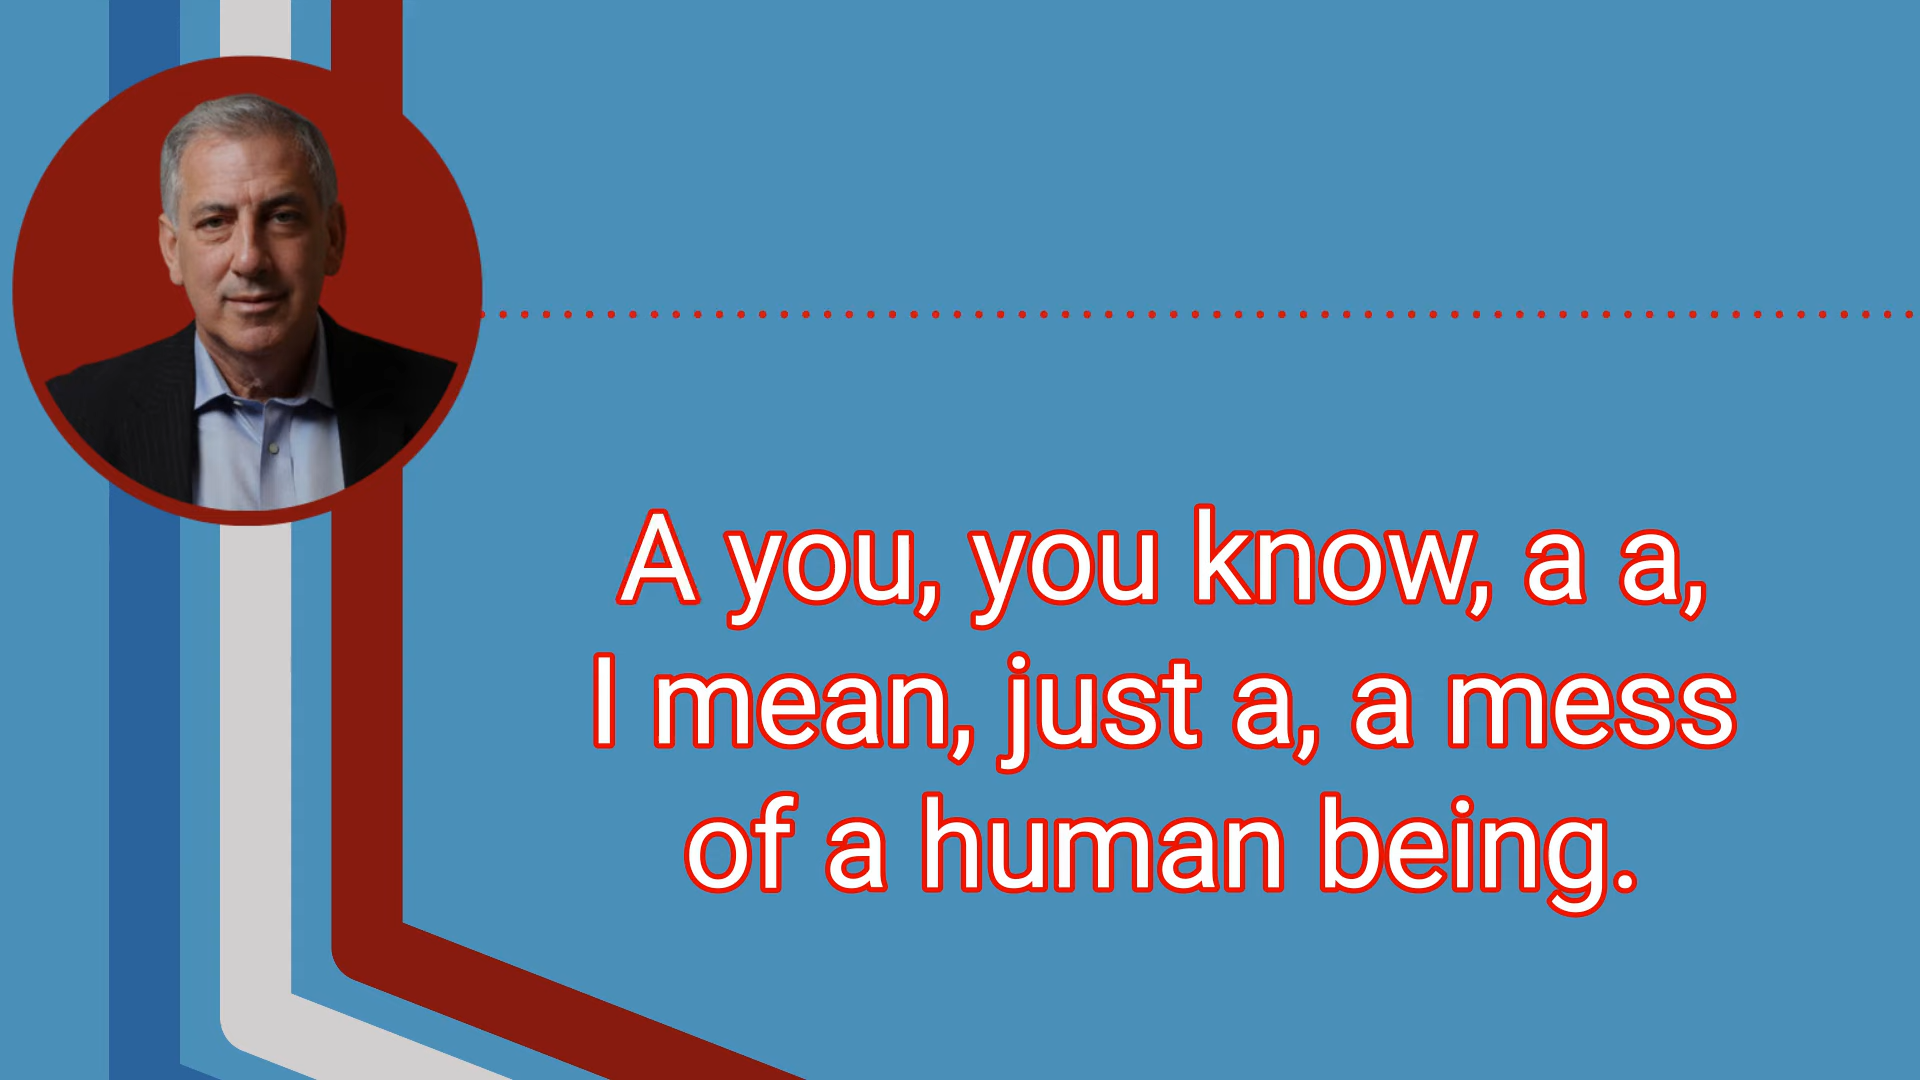 A you, you know, a a,
I mean, just a, a mess
of a human being.